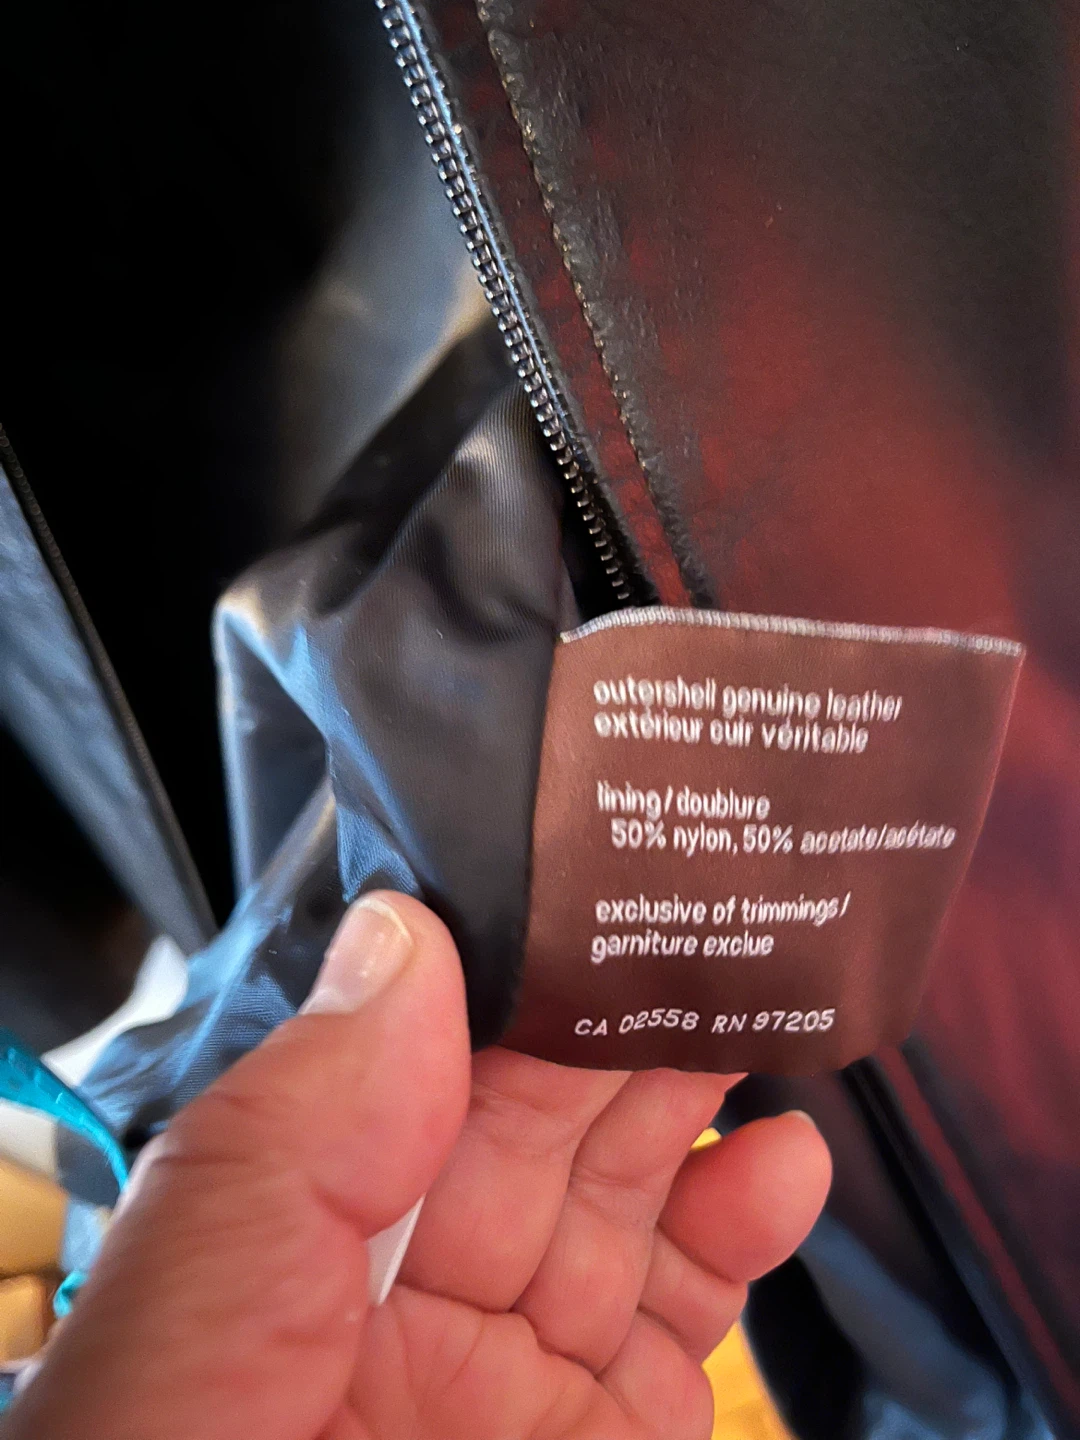 outershell genuine leather
extérieur cuir véritable
lining/doublure
50% nylon, 50% acetate/acétate
exclusive of trimmings/
garniture exclue
CA 02558 RN 97205